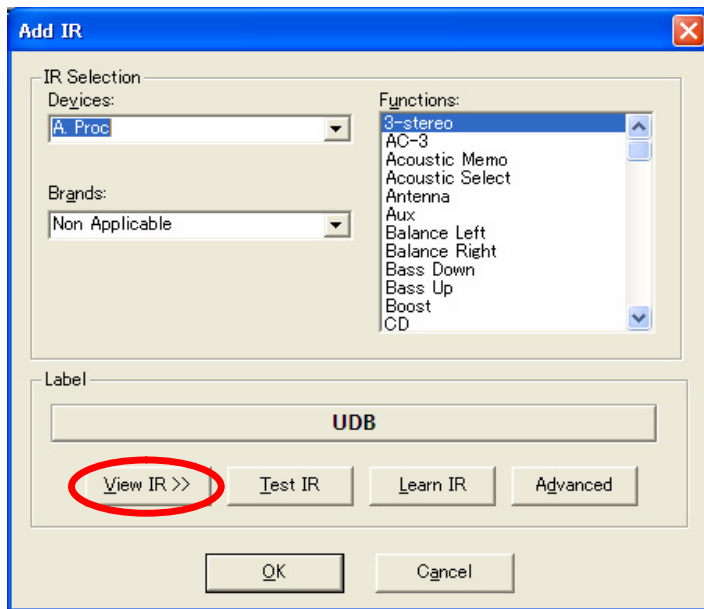 Add IR
IR Selection
Devices:
A. Proc
Brands:
Non Applicable
Functions:
3-stereo
AC-3
Acoustic Memo
Acoustic Select
Antenna
Aux
Balance Left
Balance Right
Bass Down
Bass Up
Boost
CD
Label
UDB
View IR >>
Test IR
Learn IR
Advanced
OK
Cancel